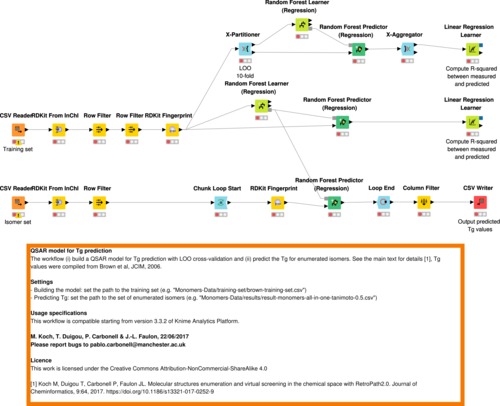 Random Forest Learner
(Regression)
X-Partitioner
Random Forest Predictor
(Regression)
X-Aggregator
Linear Regression
Learner
LOO
10-fold
Compute R-squared
between measured
and predicted
Random Forest Learner
(Regression)
Random Forest Predictor
(Regression)
Linear Regression
Learner
CSV Reader
RDKit From InChI
Row Filter
Row Filter
RDKit Fingerprint
Training set
Compute R-squared
between measured
and predicted
Random Forest Predictor
(Regression)
CSV Reader
RDKit From InChI
Row Filter
Chunk Loop Start
RDKit Fingerprint
Loop End
Column Filter
CSV Writer
Isomer set
Output predicted
Tg values
QSAR model for Tg prediction
The workflow (i) build a QSAR model for Tg prediction with LOO cross-validation and (ii) predict the Tg for enumerated isomers. See the main text for details [1], Tg
values were compiled from Brown et al, JCIM, 2006.
Settings
- Building the model: set the path to the training set (e.g. "Monomers-Data/training-set/brown-training-set.csv")
- Predicting Tg: set the path to the set of enumerated isomers (e.g. "Monomers-Data/results/result-monomers-all-in-one-tanimoto-0.5.csv")
Usage specifications
This workflow is compatible starting from version 3.3.2 of Knime Analytics Platform.
M. Koch, T. Duigou, P. Carbonell & J.-L. Faulon, 22/06/2017
Please report bugs to pablo.carbonell@manchester.ac.uk
Licence
This work is licensed under the Creative Commons Attribution-NonCommercial-ShareAlike 4.0
[1] Koch M, Duigou T, Carbonell P, Faulon JL. Molecular structures enumeration and virtual screening in the chemical space with RetroPath2.0. Journal of
Cheminformatics, 9:64, 2017. https://doi.org/10.1186/s13321-017-0252-9